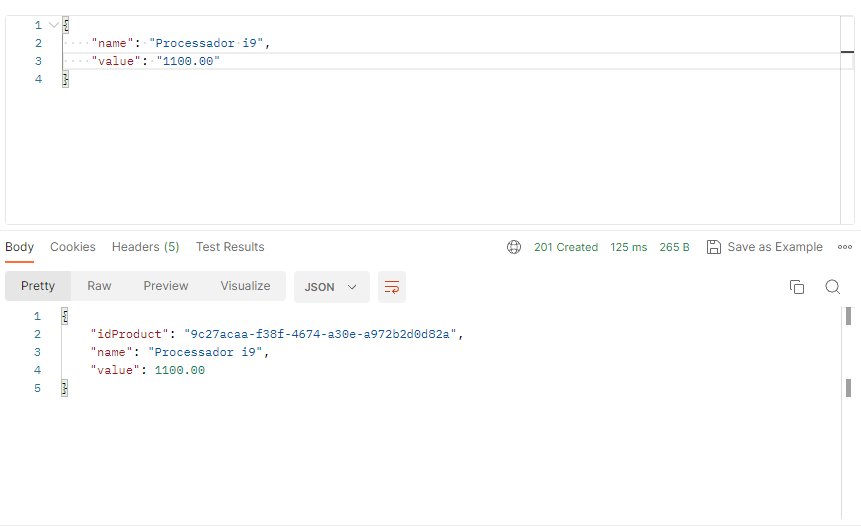 1 {
2 "name": "Processador i9",
3 "value": "1100.00"
4 }
Body Cookies Headers (5) Test Results 201 Created 125 ms 265 B Save as Example
Pretty Raw Preview Visualize JSON
1 {
2 "idProduct": "9c27acaa-f38f-4674-a30e-a972b2d0d82a",
3 "name": "Processador i9",
4 "value": 1100.00
5 }